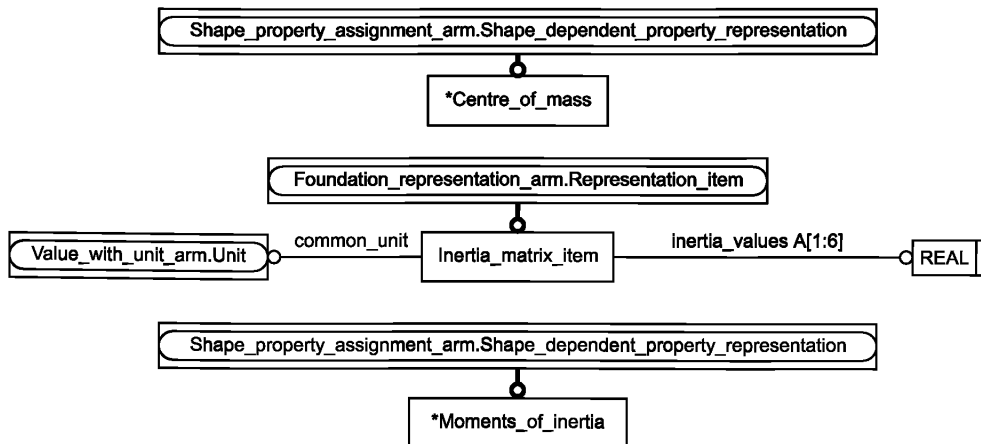 Shape_property_assignment_arm.Shape_dependent_property_representation
*Centre_of_mass
Foundation_representation_arm.Representation_item
Value_with_unit_arm.Unit
common_unit
Inertia_matrix_item
inertia_values A[1:6]
REAL
Shape_property_assignment_arm.Shape_dependent_property_representation
*Moments_of_inertia